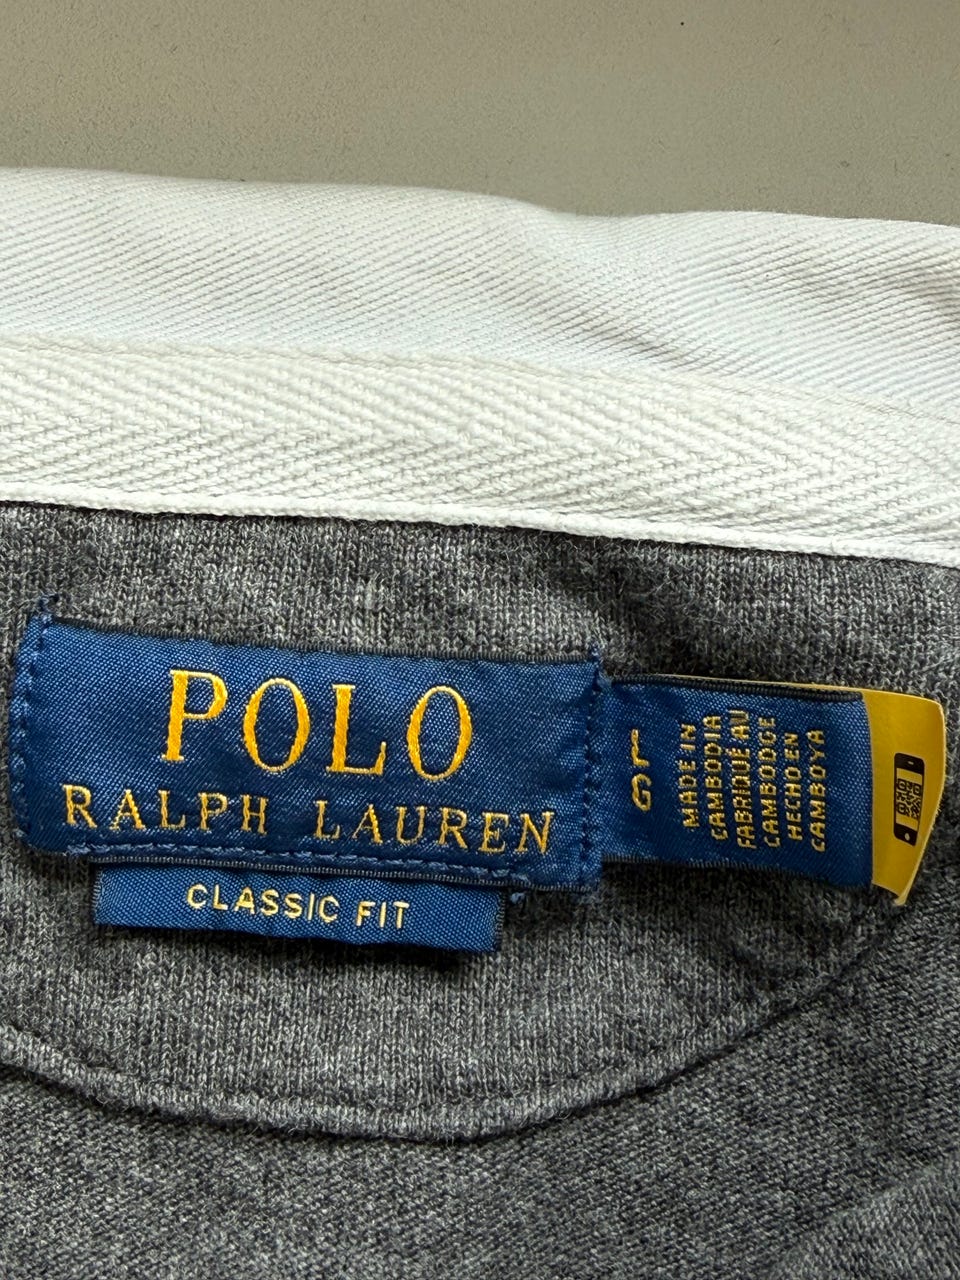 POLO
RALPH LAUREN
CLASSIC FIT
MADE IN
CAMBODIA
FABRIQUÉ AU
CAMBODGE
HECHO EN
CAMBOYA